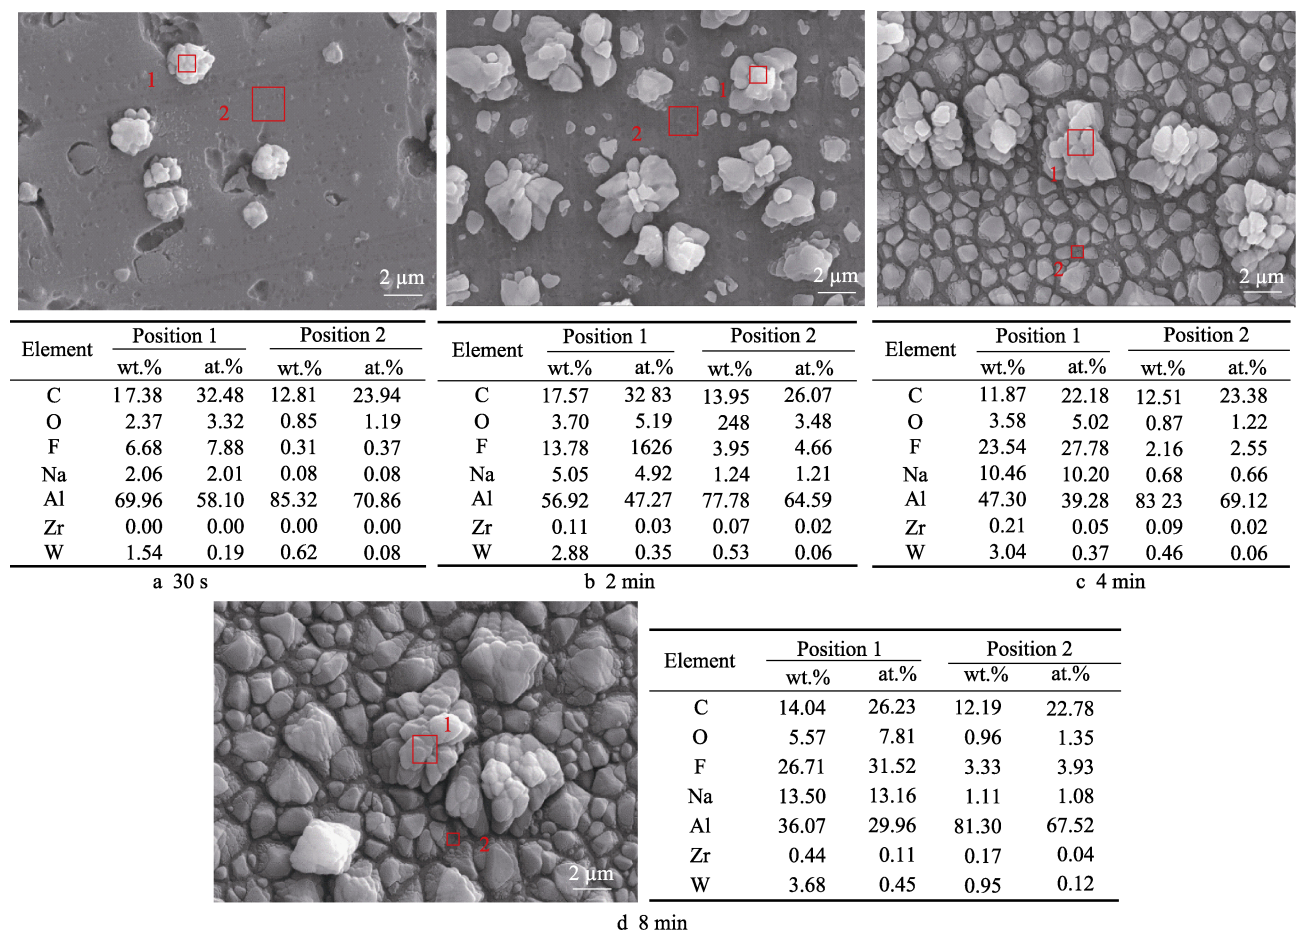 1
2
2 μm
1
2
2 μm
1
2
2 μm
Element Position 1 Position 2
wt.% at.% wt.% at.%
C 17.38 32.48 12.81 23.94
O 2.37 3.32 0.85 1.19
F 6.68 7.88 0.31 0.37
Na 2.06 2.01 0.08 0.08
Al 69.96 58.10 85.32 70.86
Zr 0.00 0.00 0.00 0.00
W 1.54 0.19 0.62 0.08
a 30 s
Element Position 1 Position 2
wt.% at.% wt.% at.%
C 17.57 32 83 13.95 26.07
O 3.70 5.19 248 3.48
F 13.78 1626 3.95 4.66
Na 5.05 4.92 1.24 1.21
Al 56.92 47.27 77.78 64.59
Zr 0.11 0.03 0.07 0.02
W 2.88 0.35 0.53 0.06
b 2 min
Element Position 1 Position 2
wt.% at.% wt.% at.%
C 11.87 22.18 12.51 23.38
O 3.58 5.02 0.87 1.22
F 23.54 27.78 2.16 2.55
Na 10.46 10.20 0.68 0.66
Al 47.30 39.28 83 23 69.12
Zr 0.21 0.05 0.09 0.02
W 3.04 0.37 0.46 0.06
c 4 min
1
2
2 μm
Element Position 1 Position 2
wt.% at.% wt.% at.%
C 14.04 26.23 12.19 22.78
O 5.57 7.81 0.96 1.35
F 26.71 31.52 3.33 3.93
Na 13.50 13.16 1.11 1.08
Al 36.07 29.96 81.30 67.52
Zr 0.44 0.11 0.17 0.04
W 3.68 0.45 0.95 0.12
d 8 min